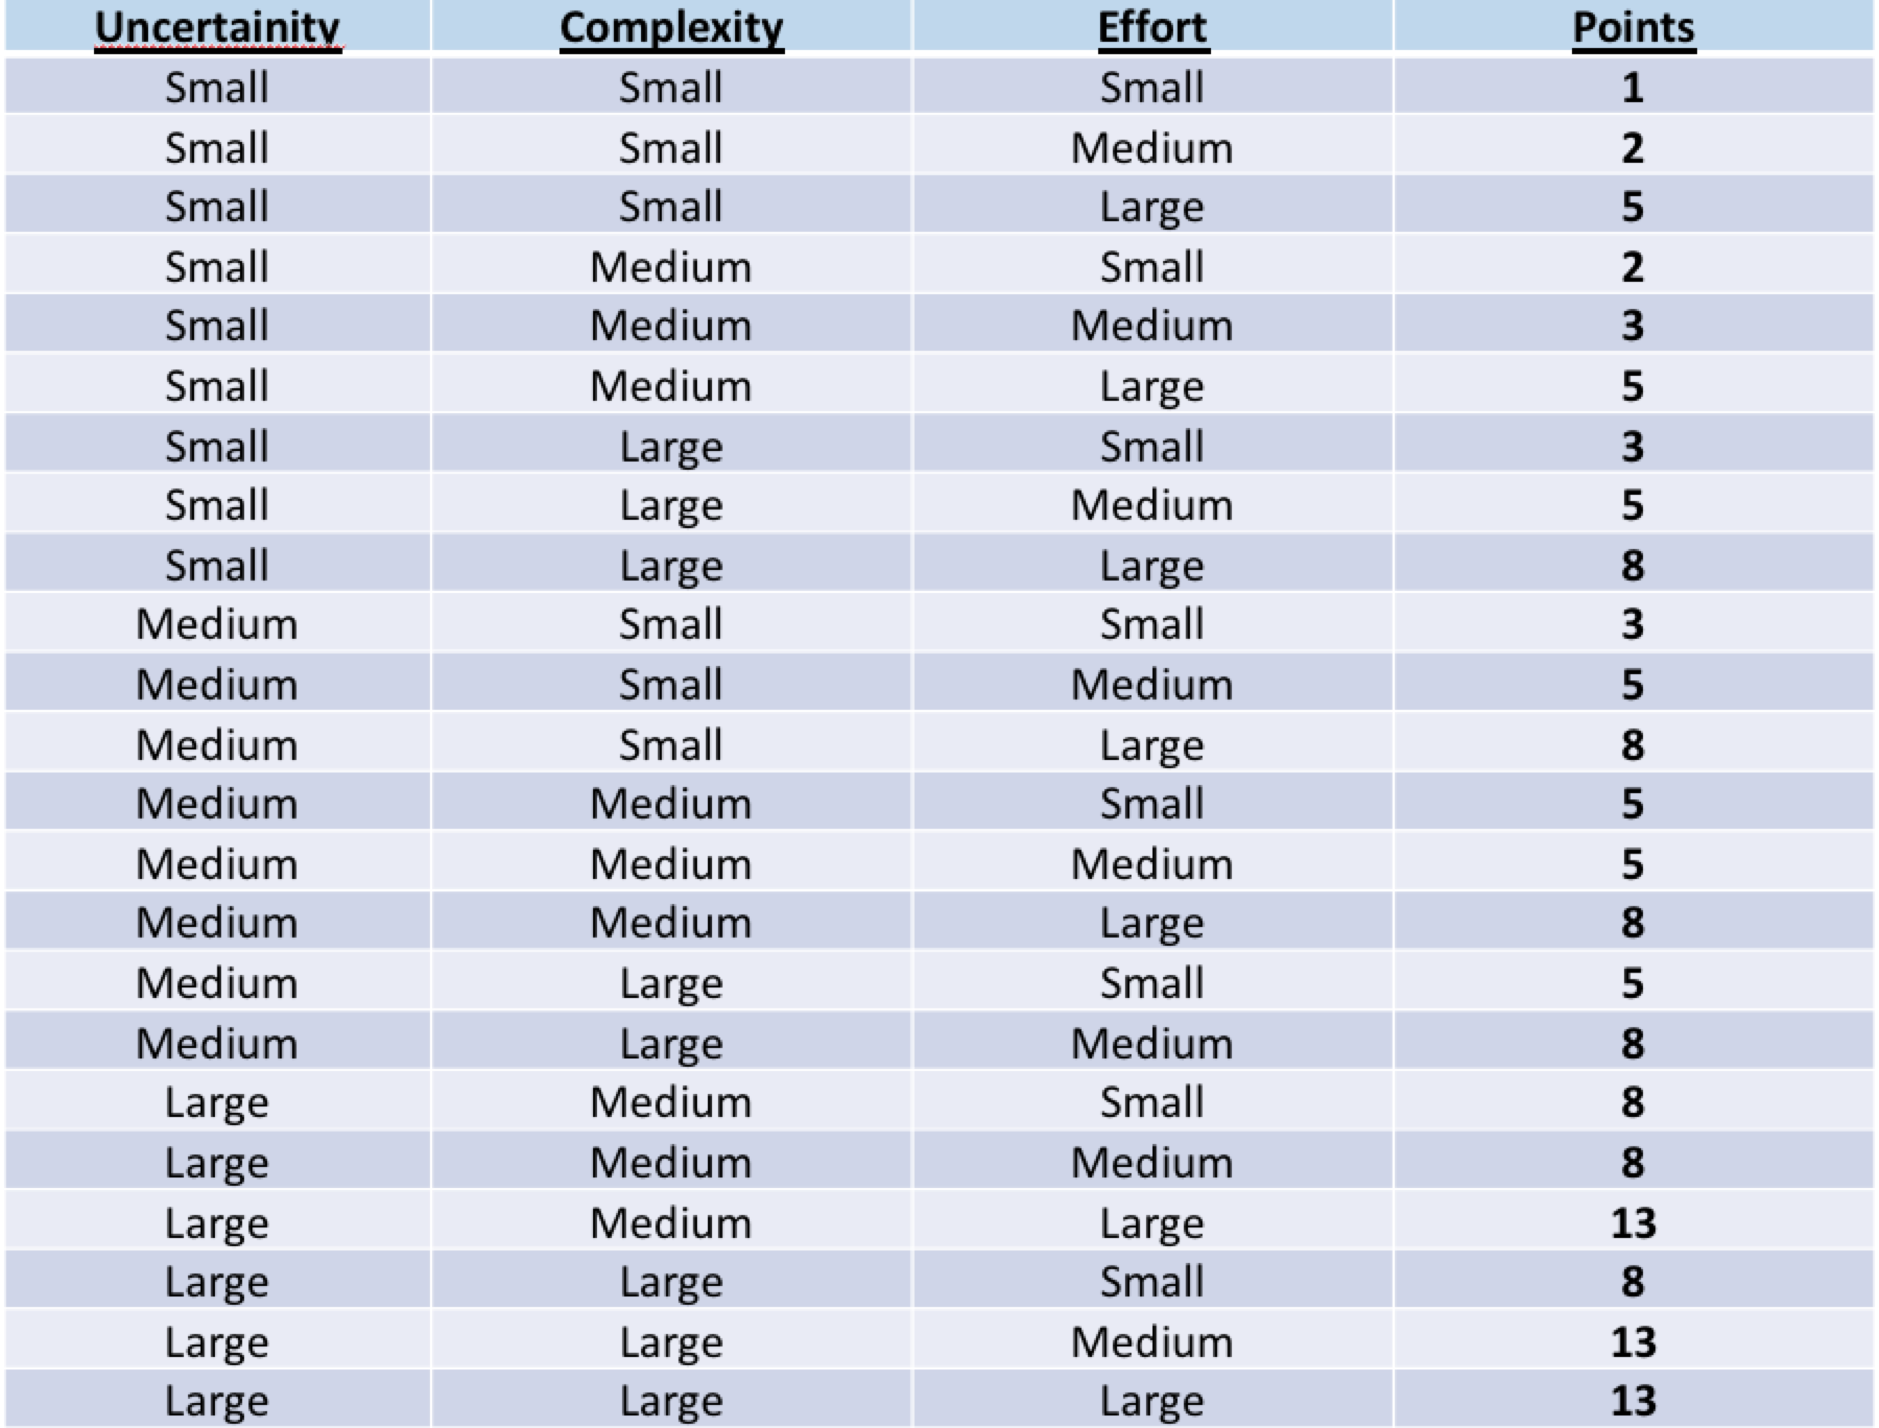 Uncertainity Complexity Effort Points
Small Small Small 1
Small Small Medium 2
Small Small Large 5
Small Medium Small 2
Small Medium Medium 3
Small Medium Large 5
Small Large Small 3
Small Large Medium 5
Small Large Large 8
Medium Small Small 3
Medium Small Medium 5
Medium Small Large 8
Medium Medium Small 5
Medium Medium Medium 5
Medium Medium Large 8
Medium Large Small 5
Medium Large Medium 8
Large Medium Small 8
Large Medium Medium 8
Large Medium Large 13
Large Large Small 8
Large Large Medium 13
Large Large Large 13